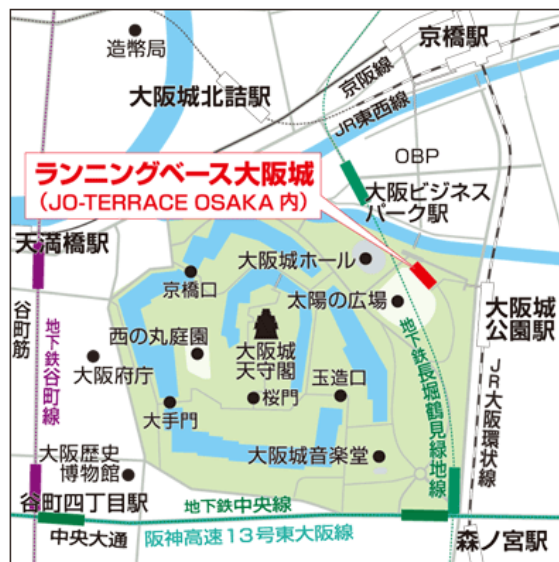 造幣局
京橋駅
大阪城北詰駅
京阪線
JR東西線
ランニングベース大阪城
（JO-TERRACE OSAKA 内）
OBP
大阪ビジネス
パーク駅
天満橋駅
大阪城ホール
京橋口
太陽の広場
大阪城
公園駅
谷町筋
地下鉄谷町線
西の丸庭園
大阪城
天守閣
大阪府庁
玉造口
桜門
大手門
地下鉄長堀鶴見緑地線
JR大阪環状線
大阪歴史
博物館
大阪城音楽堂
谷町四丁目駅
地下鉄中央線
中央大通
阪神高速13号東大阪線
森ノ宮駅